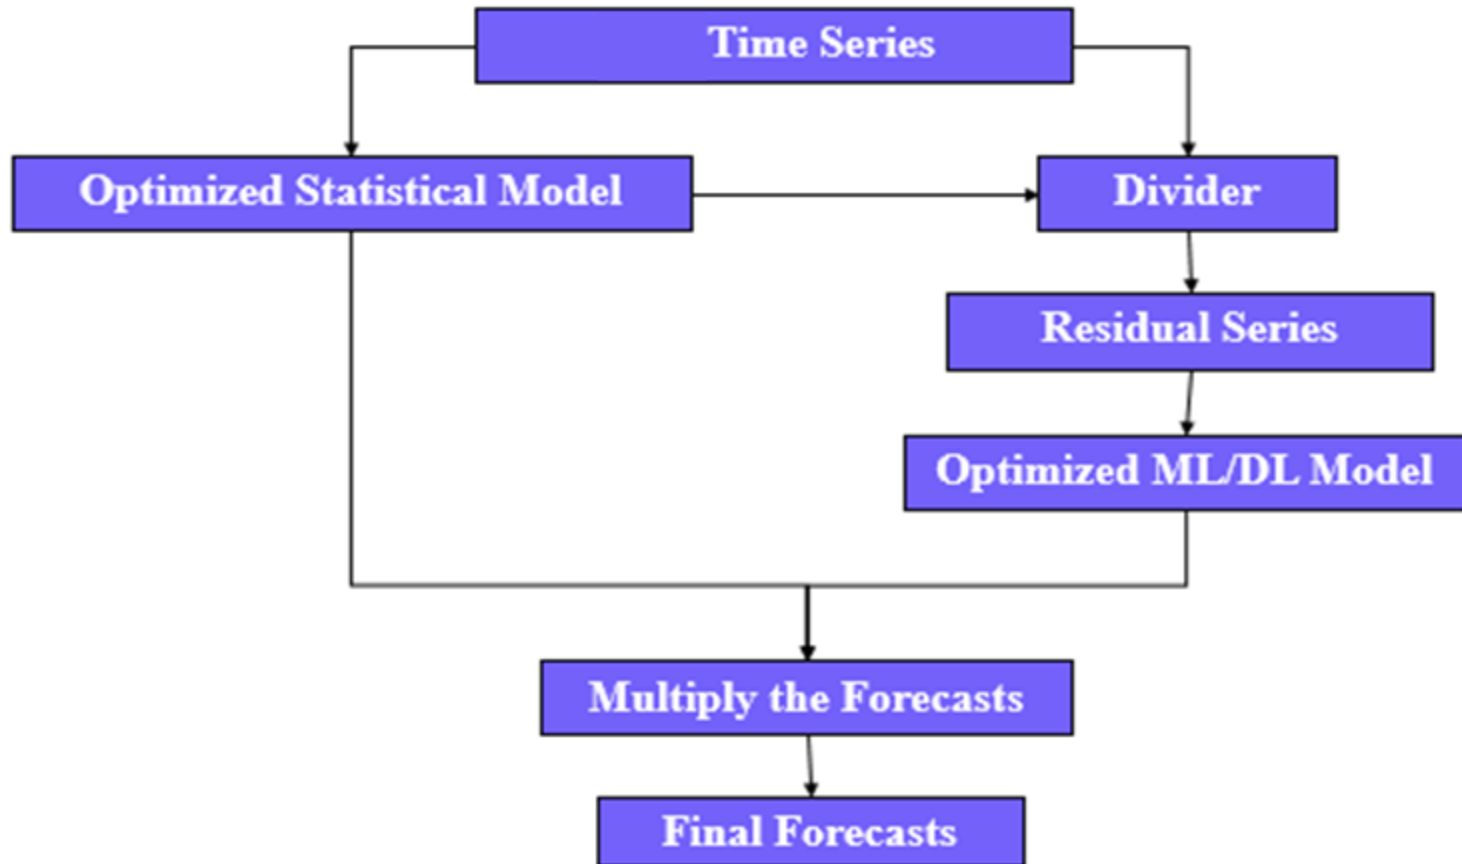 Time Series
Optimized Statistical Model
Divider
Residual Series
Optimized ML/DL Model
Multiply the Forecasts
Final Forecasts